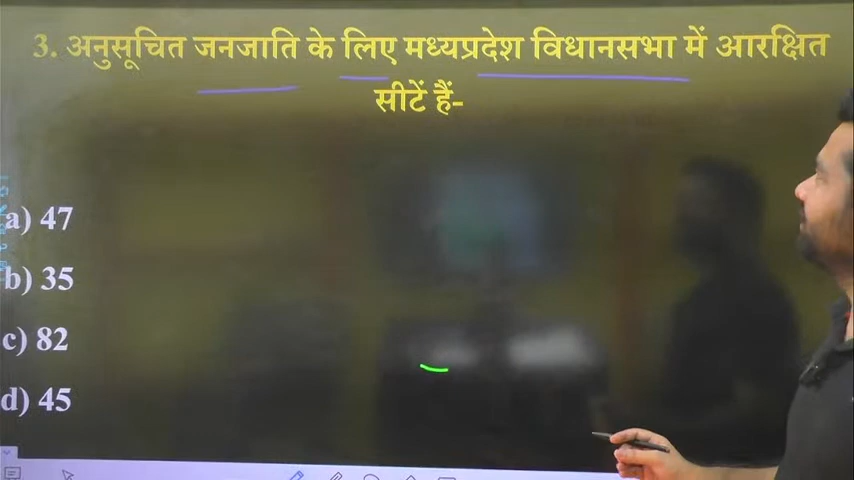 3. अनुसूचित जनजाति के लिए मध्यप्रदेश विधानसभा में आरक्षित
सीटें हैं-
a) 47
b) 35
c) 82
d) 45